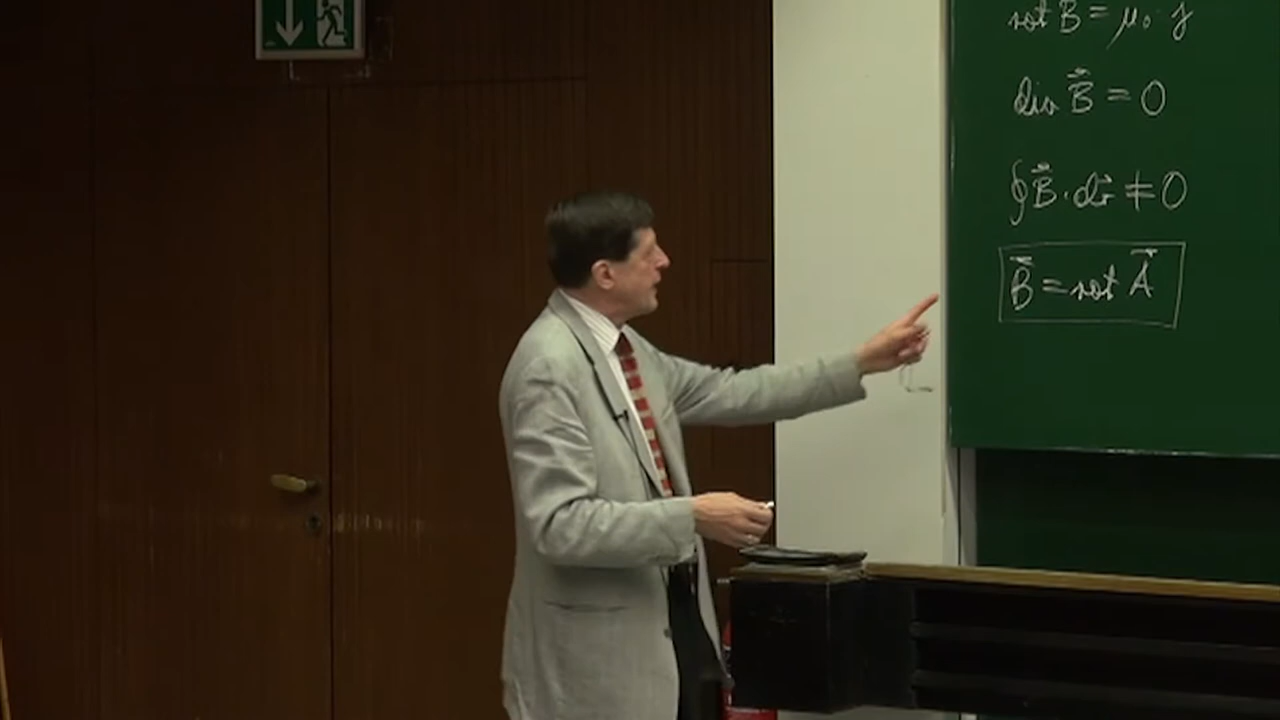 rot B = μ₀ · j
div B⃗ = 0
∮B⃗ · dr⃗ ≠ 0
B⃗ = rot A⃗